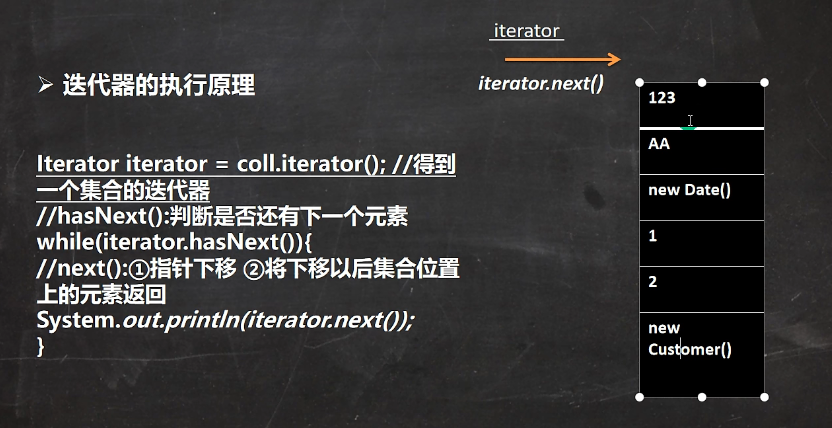 iterator
iterator.next()
➢ 迭代器的执行原理
Iterator iterator = coll.iterator(); //得到
一个集合的迭代器
//hasNext():判断是否还有下一个元素
while(iterator.hasNext()){
//next():①指针下移 ②将下移以后集合位置
上的元素返回
System.out.println(iterator.next());
}
123
AA
new Date()
1
2
new
Customer()